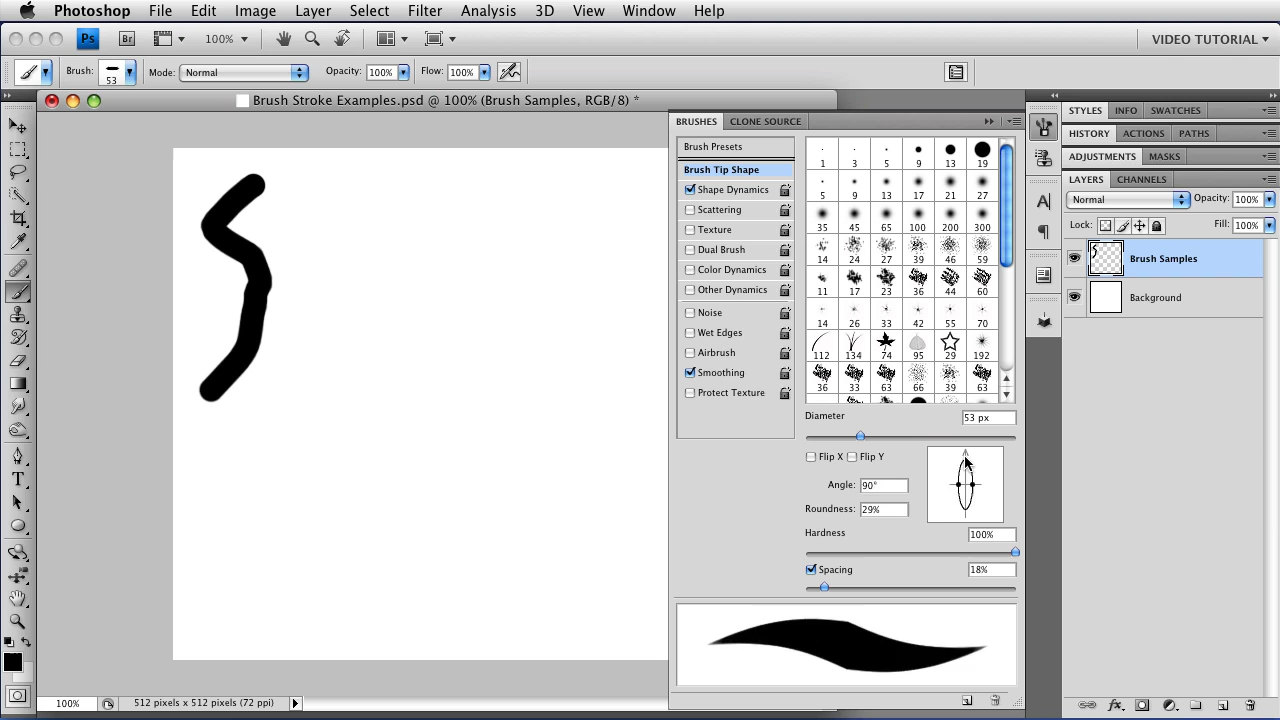 Photoshop File Edit Image Layer Select Filter Analysis 3D View Window Help
Ps Br 100% VIDEO TUTORIAL
Brush: 53 Mode: Normal Opacity: 100% Flow: 100%
Brush Stroke Examples.psd @ 100% (Brush Samples, RGB/8) *
BRUSHES CLONE SOURCE
Brush Presets
Brush Tip Shape
Shape Dynamics
Scattering
Texture
Dual Brush
Color Dynamics
Other Dynamics
Noise
Wet Edges
Airbrush
Smoothing
Protect Texture
1 3 5 9 13 19
5 9 13 17 21 27
35 45 65 100 200 300
14 24 27 39 46 59
11 17 23 36 44 60
14 26 33 42 55 70
112 134 74 95 29 192
36 33 63 66 39 63
Diameter 53 px
Flip X Flip Y
Angle: 90°
Roundness: 29%
Hardness 100%
Spacing 18%
STYLES INFO SWATCHES
HISTORY ACTIONS PATHS
ADJUSTMENTS MASKS
LAYERS CHANNELS
Normal Opacity: 100%
Lock: Fill: 100%
Brush Samples
Background
A
T
fx
100% 512 pixels x 512 pixels (72 ppi)